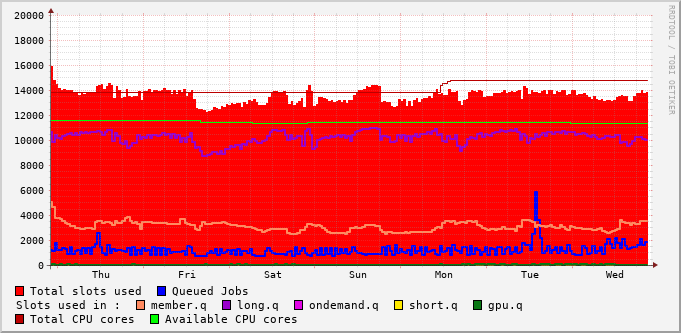 20000
18000
16000
14000
12000
10000
8000
6000
4000
2000
0
Thu Fri Sat Sun Mon Tue Wed
RRDTOOL / TOBI OETIKER
Total slots used Queued Jobs
Slots used in : member.q long.q ondemand.q short.q gpu.q
Total CPU cores Available CPU cores